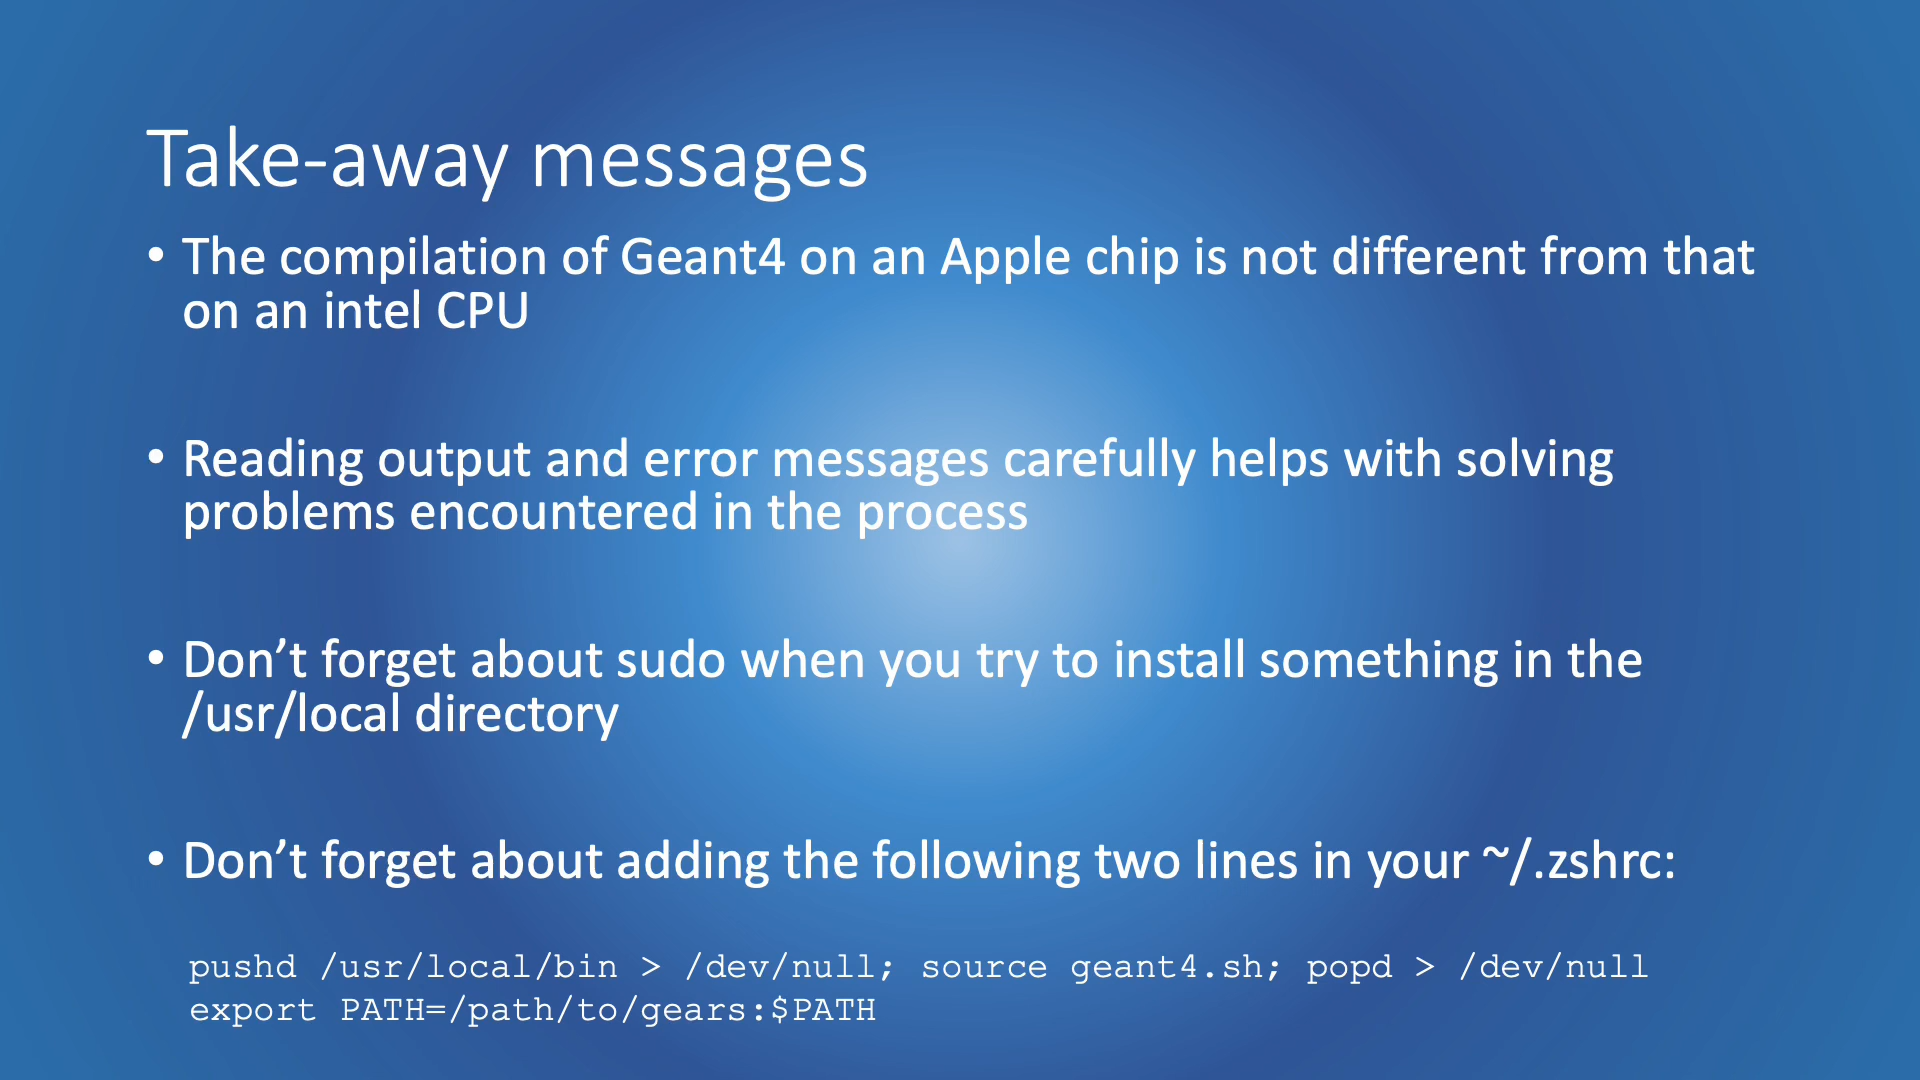 Take-away messages
• The compilation of Geant4 on an Apple chip is not different from that
on an intel CPU
• Reading output and error messages carefully helps with solving
problems encountered in the process
• Don’t forget about sudo when you try to install something in the
/usr/local directory
• Don’t forget about adding the following two lines in your ~/.zshrc:
pushd /usr/local/bin > /dev/null; source geant4.sh; popd > /dev/null
export PATH=/path/to/gears:$PATH